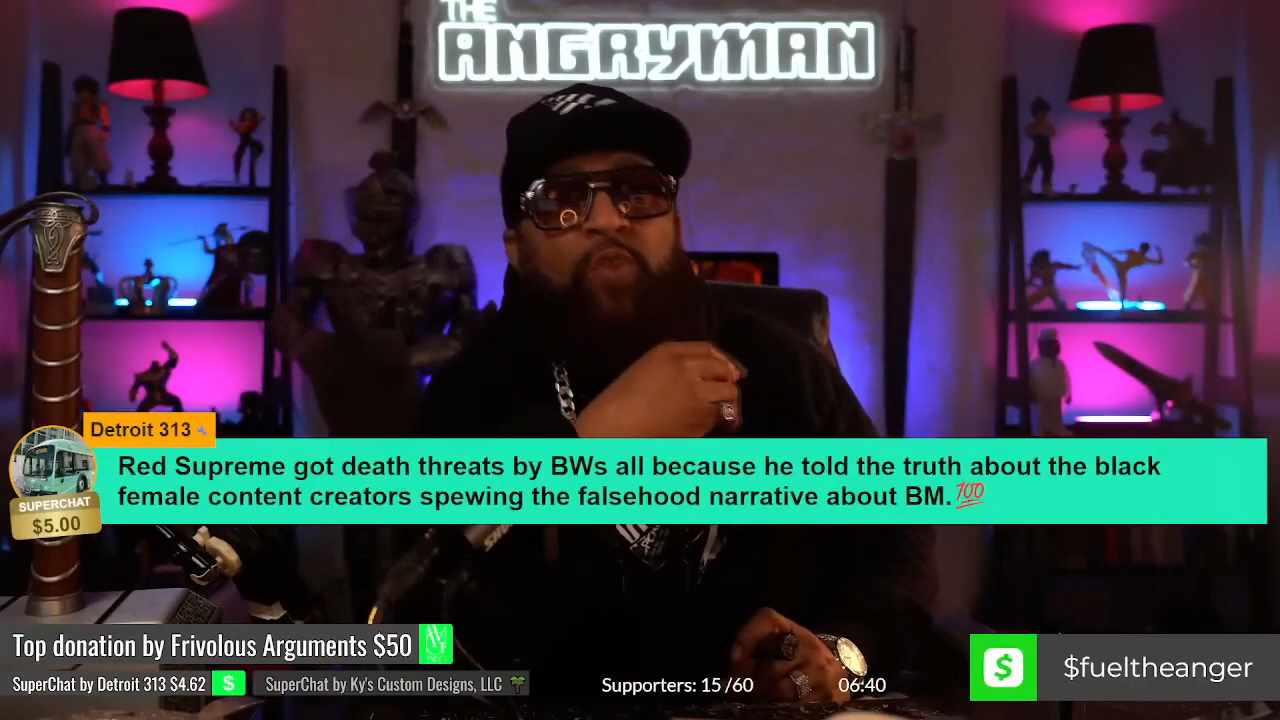 THE
ANGRYMAN
Detroit 313
Red Supreme got death threats by BWs all because he told the truth about the black
female content creators spewing the falsehood narrative about BM.💯
SUPERCHAT
$5.00
Top donation by Frivolous Arguments $50
SuperChat by Detroit 313 $4.62
$
SuperChat by Ky's Custom Designs, LLC 🌴
Supporters: 15/60
06:40
$
$fueltheanger